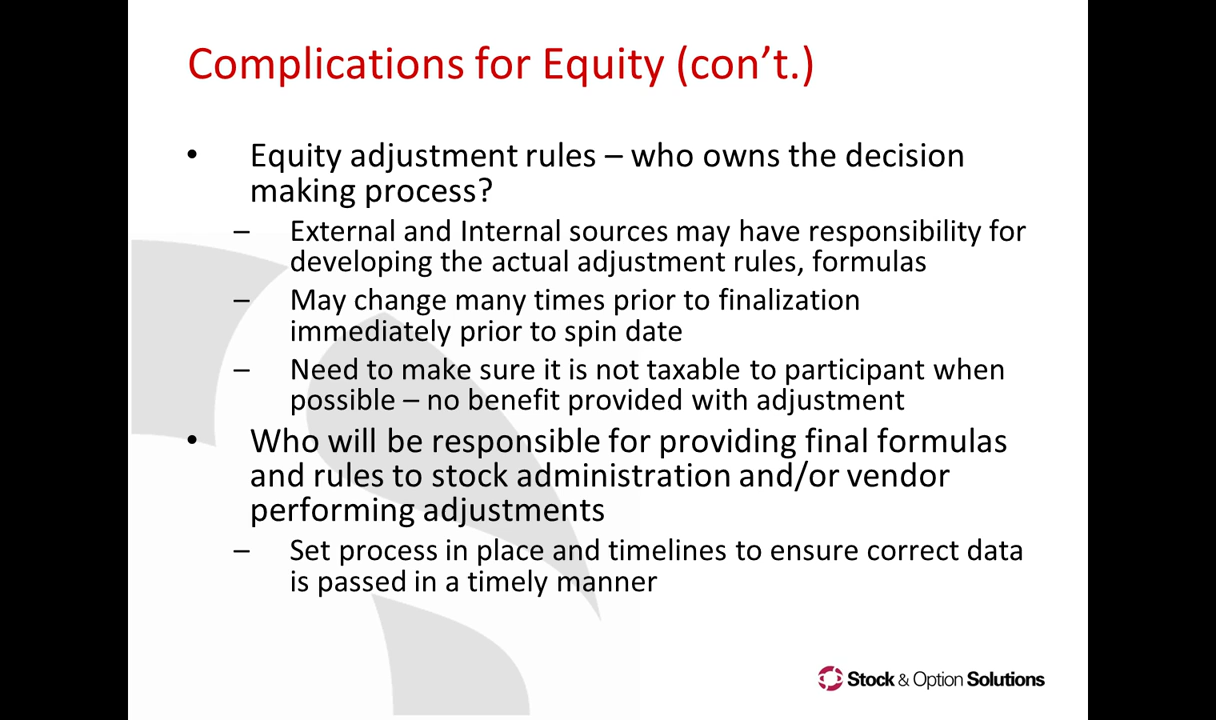 Complications for Equity (con’t.)
• Equity adjustment rules – who owns the decision
making process?
– External and Internal sources may have responsibility for
developing the actual adjustment rules, formulas
– May change many times prior to finalization
immediately prior to spin date
– Need to make sure it is not taxable to participant when
possible – no benefit provided with adjustment
• Who will be responsible for providing final formulas
and rules to stock administration and/or vendor
performing adjustments
– Set process in place and timelines to ensure correct data
is passed in a timely manner
Stock & Option Solutions